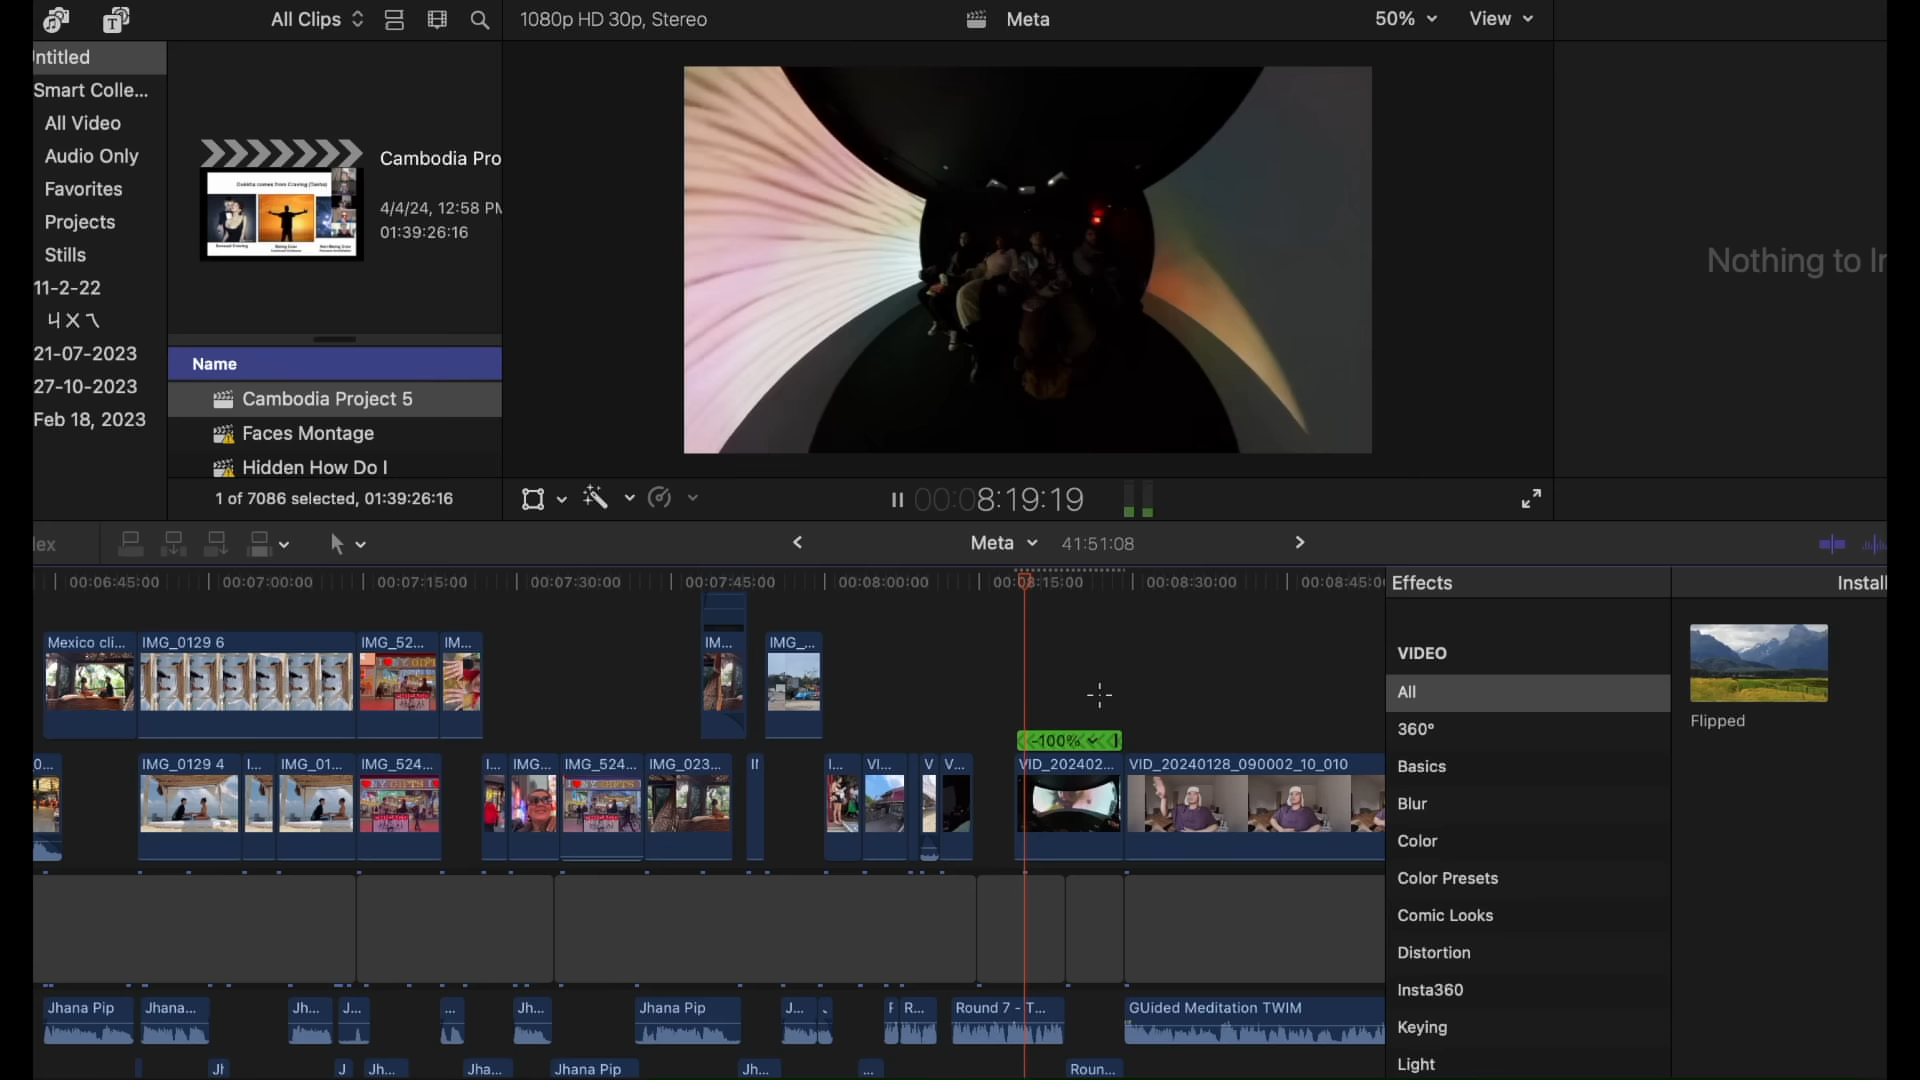 All Clips
1080p HD 30p, Stereo
Meta
50%
View
ntitled
Smart Colle...
All Video
Audio Only
Favorites
Projects
Stills
11-2-22
ㄐㄨㄟ
21-07-2023
27-10-2023
Feb 18, 2023
Cambodia Pro
4/4/24, 12:58 PM
01:39:26:16
Name
Cambodia Project 5
Faces Montage
Hidden How Do I
1 of 7086 selected, 01:39:26:16
Nothing to In
00:08:19:19
dex
Meta
41:51:08
00:06:45:00
00:07:00:00
00:07:15:00
00:07:30:00
00:07:45:00
00:08:00:00
00:08:15:00
00:08:30:00
00:08:45:00
Effects
Install
Mexico cli...
IMG_0129 6
IMG_52...
IM...
IM...
IMG_...
-100%
0...
IMG_0129 4
I...
IMG_01...
IMG_524...
I...
IMG...
IMG_524...
IMG_023...
I...
VI...
V
V...
VID_202402...
VID_20240128_090002_10_010
VIDEO
All
360°
Basics
Blur
Color
Color Presets
Comic Looks
Distortion
Insta360
Keying
Light
Flipped
Jhana Pip
Jhana...
Jh...
J...
...
Jh...
Jhana Pip
J...
R...
Round 7 - T...
GUided Meditation TWIM
J
Jh...
Jha...
Jhana Pip
Jh...
...
Roun...